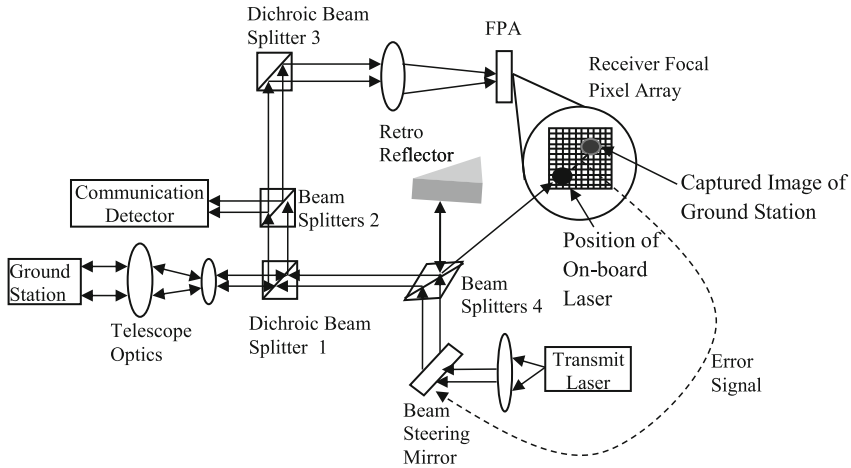 Dichroic Beam
Splitter 3
FPA
Receiver Focal
Pixel Array
Retro
Reflector
Communication
Detector
Beam
Splitters 2
Captured Image of
Ground Station
Position of
On-board
Laser
Ground
Station
Beam
Splitters 4
Telescope
Optics
Dichroic Beam
Splitter 1
Transmit
Laser
Error
Signal
Beam
Steering
Mirror